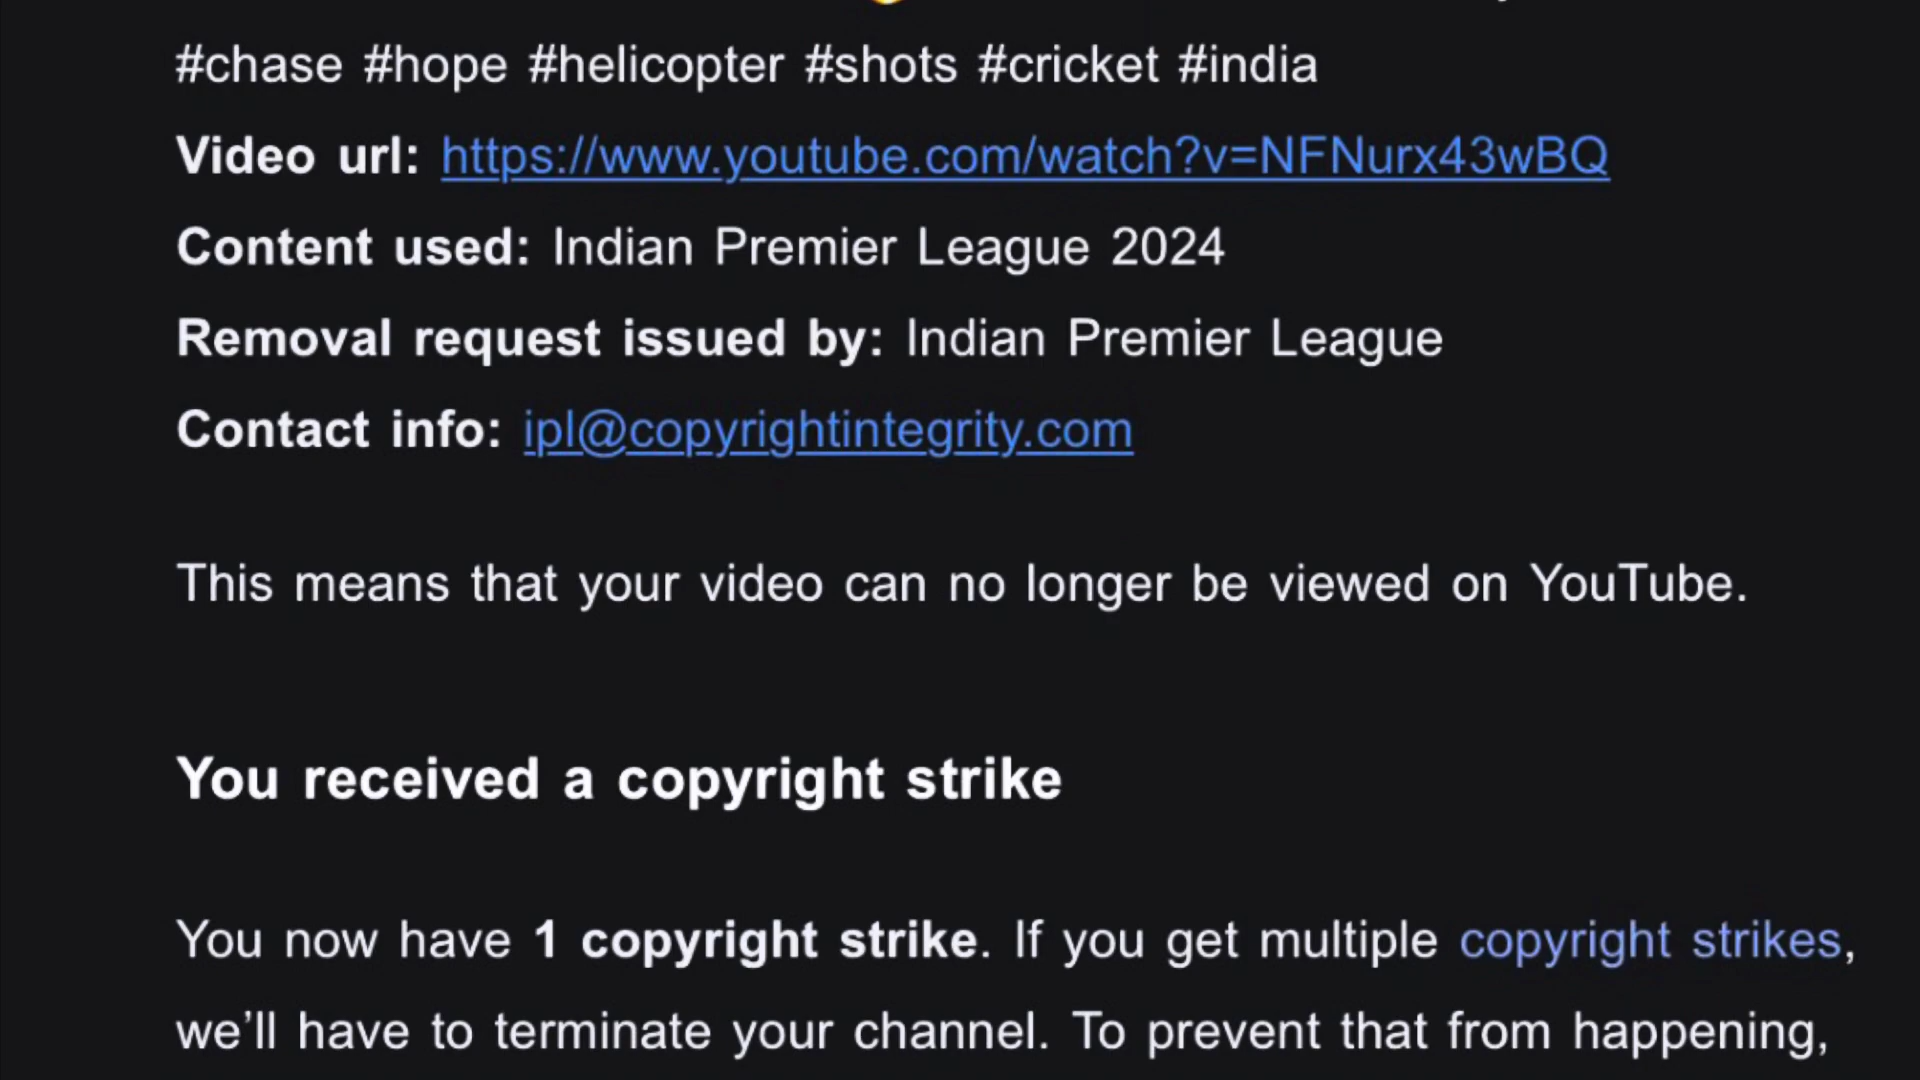 #chase #hope #helicopter #shots #cricket #india
Video url: https://www.youtube.com/watch?v=NFNurx43wBQ
Content used: Indian Premier League 2024
Removal request issued by: Indian Premier League
Contact info: ipl@copyrightintegrity.com
This means that your video can no longer be viewed on YouTube.
You received a copyright strike
You now have 1 copyright strike. If you get multiple copyright strikes,
we’ll have to terminate your channel. To prevent that from happening,